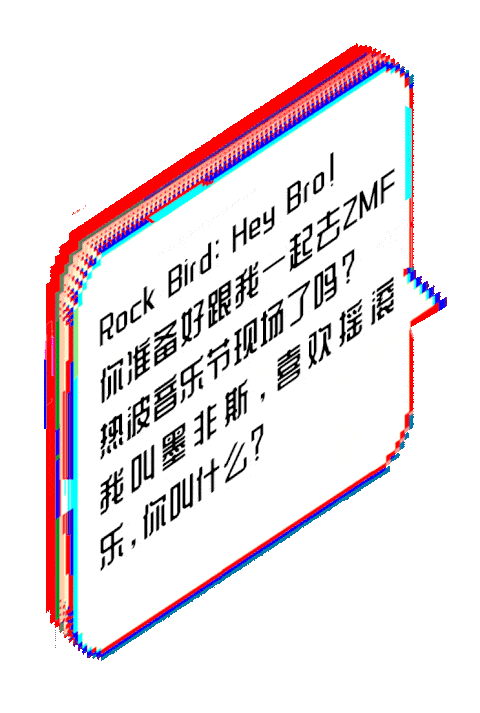 Rock Bird: Hey Bro!
你准备好跟我一起去ZMF
热波音乐节现场了吗?
我叫墨非斯,喜欢摇滚
乐,你叫什么?